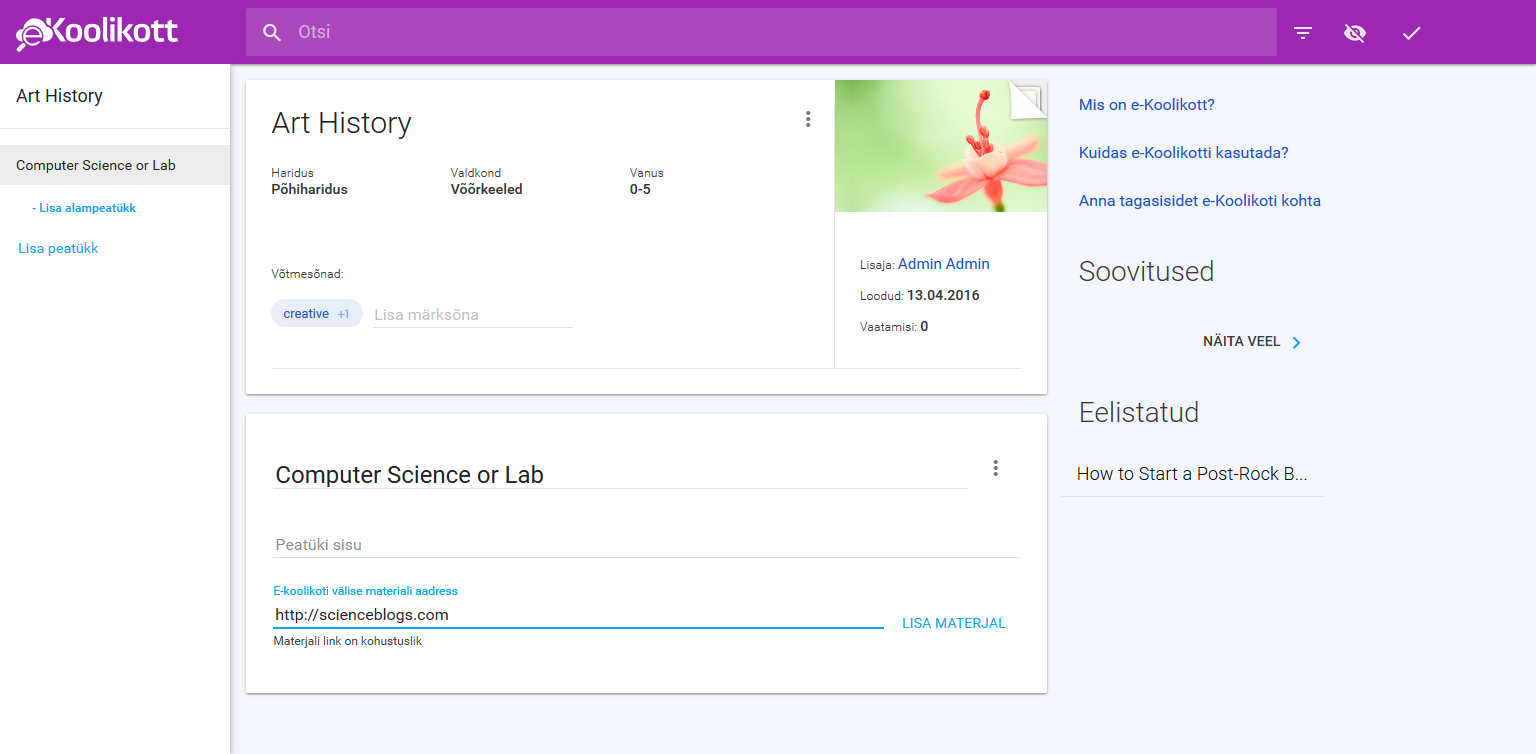 eKoolikott
Otsi
Art History
Computer Science or Lab
- Lisa alampeatükk
Lisa peatükk
Art History
Haridus
Põhiharidus
Valdkond
Võõrkeeled
Vanus
0-5
Võtmesõnad:
creative +1
Lisa märksõna
Lisaja: Admin Admin
Loodud: 13.04.2016
Vaatamisi: 0
Computer Science or Lab
Peatüki sisu
E-koolikoti välise materiali aadress
http://scienceblogs.com
LISA MATERJAL
Materjali link on kohustuslik
Mis on e-Koolikott?
Kuidas e-Koolikotti kasutada?
Anna tagasisidet e-Koolikoti kohta
Soovitused
NÄITA VEEL
Eelistatud
How to Start a Post-Rock B...